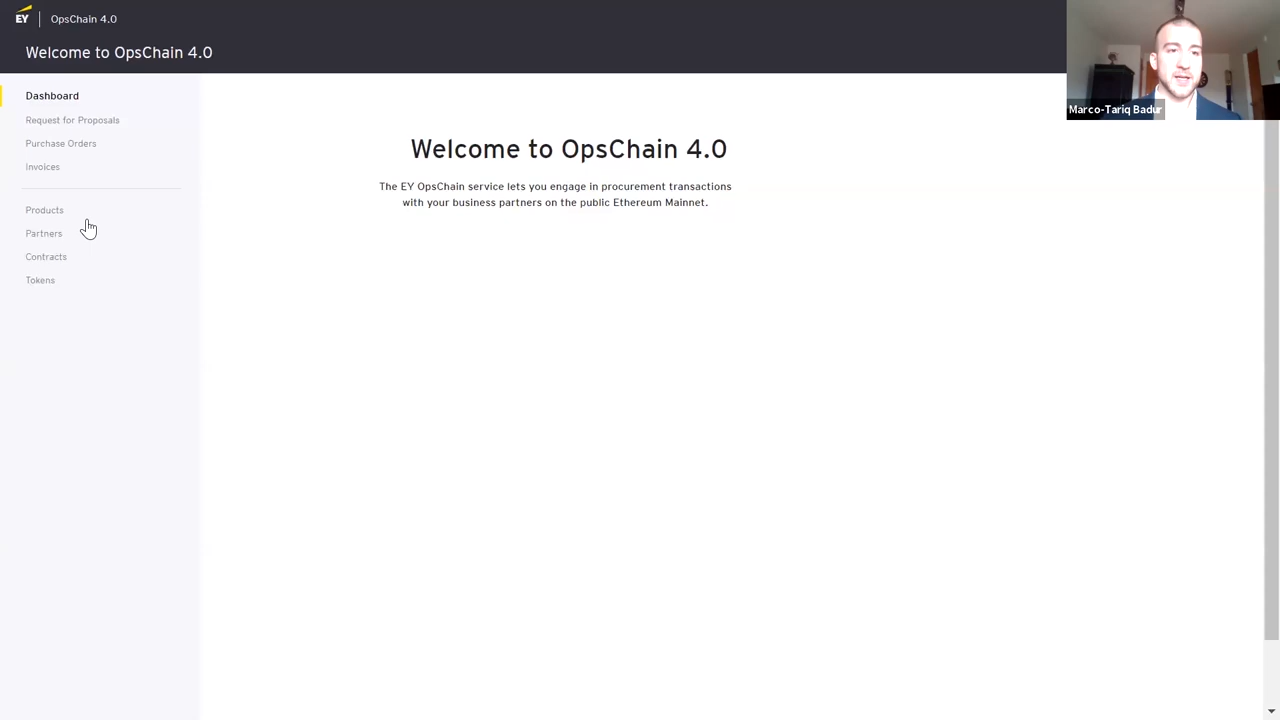 EY
OpsChain 4.0
Welcome to OpsChain 4.0
Marco-Tariq Badur
Dashboard
Request for Proposals
Purchase Orders
Invoices
Products
Partners
Contracts
Tokens
Welcome to OpsChain 4.0
The EY OpsChain service lets you engage in procurement transactions
with your business partners on the public Ethereum Mainnet.